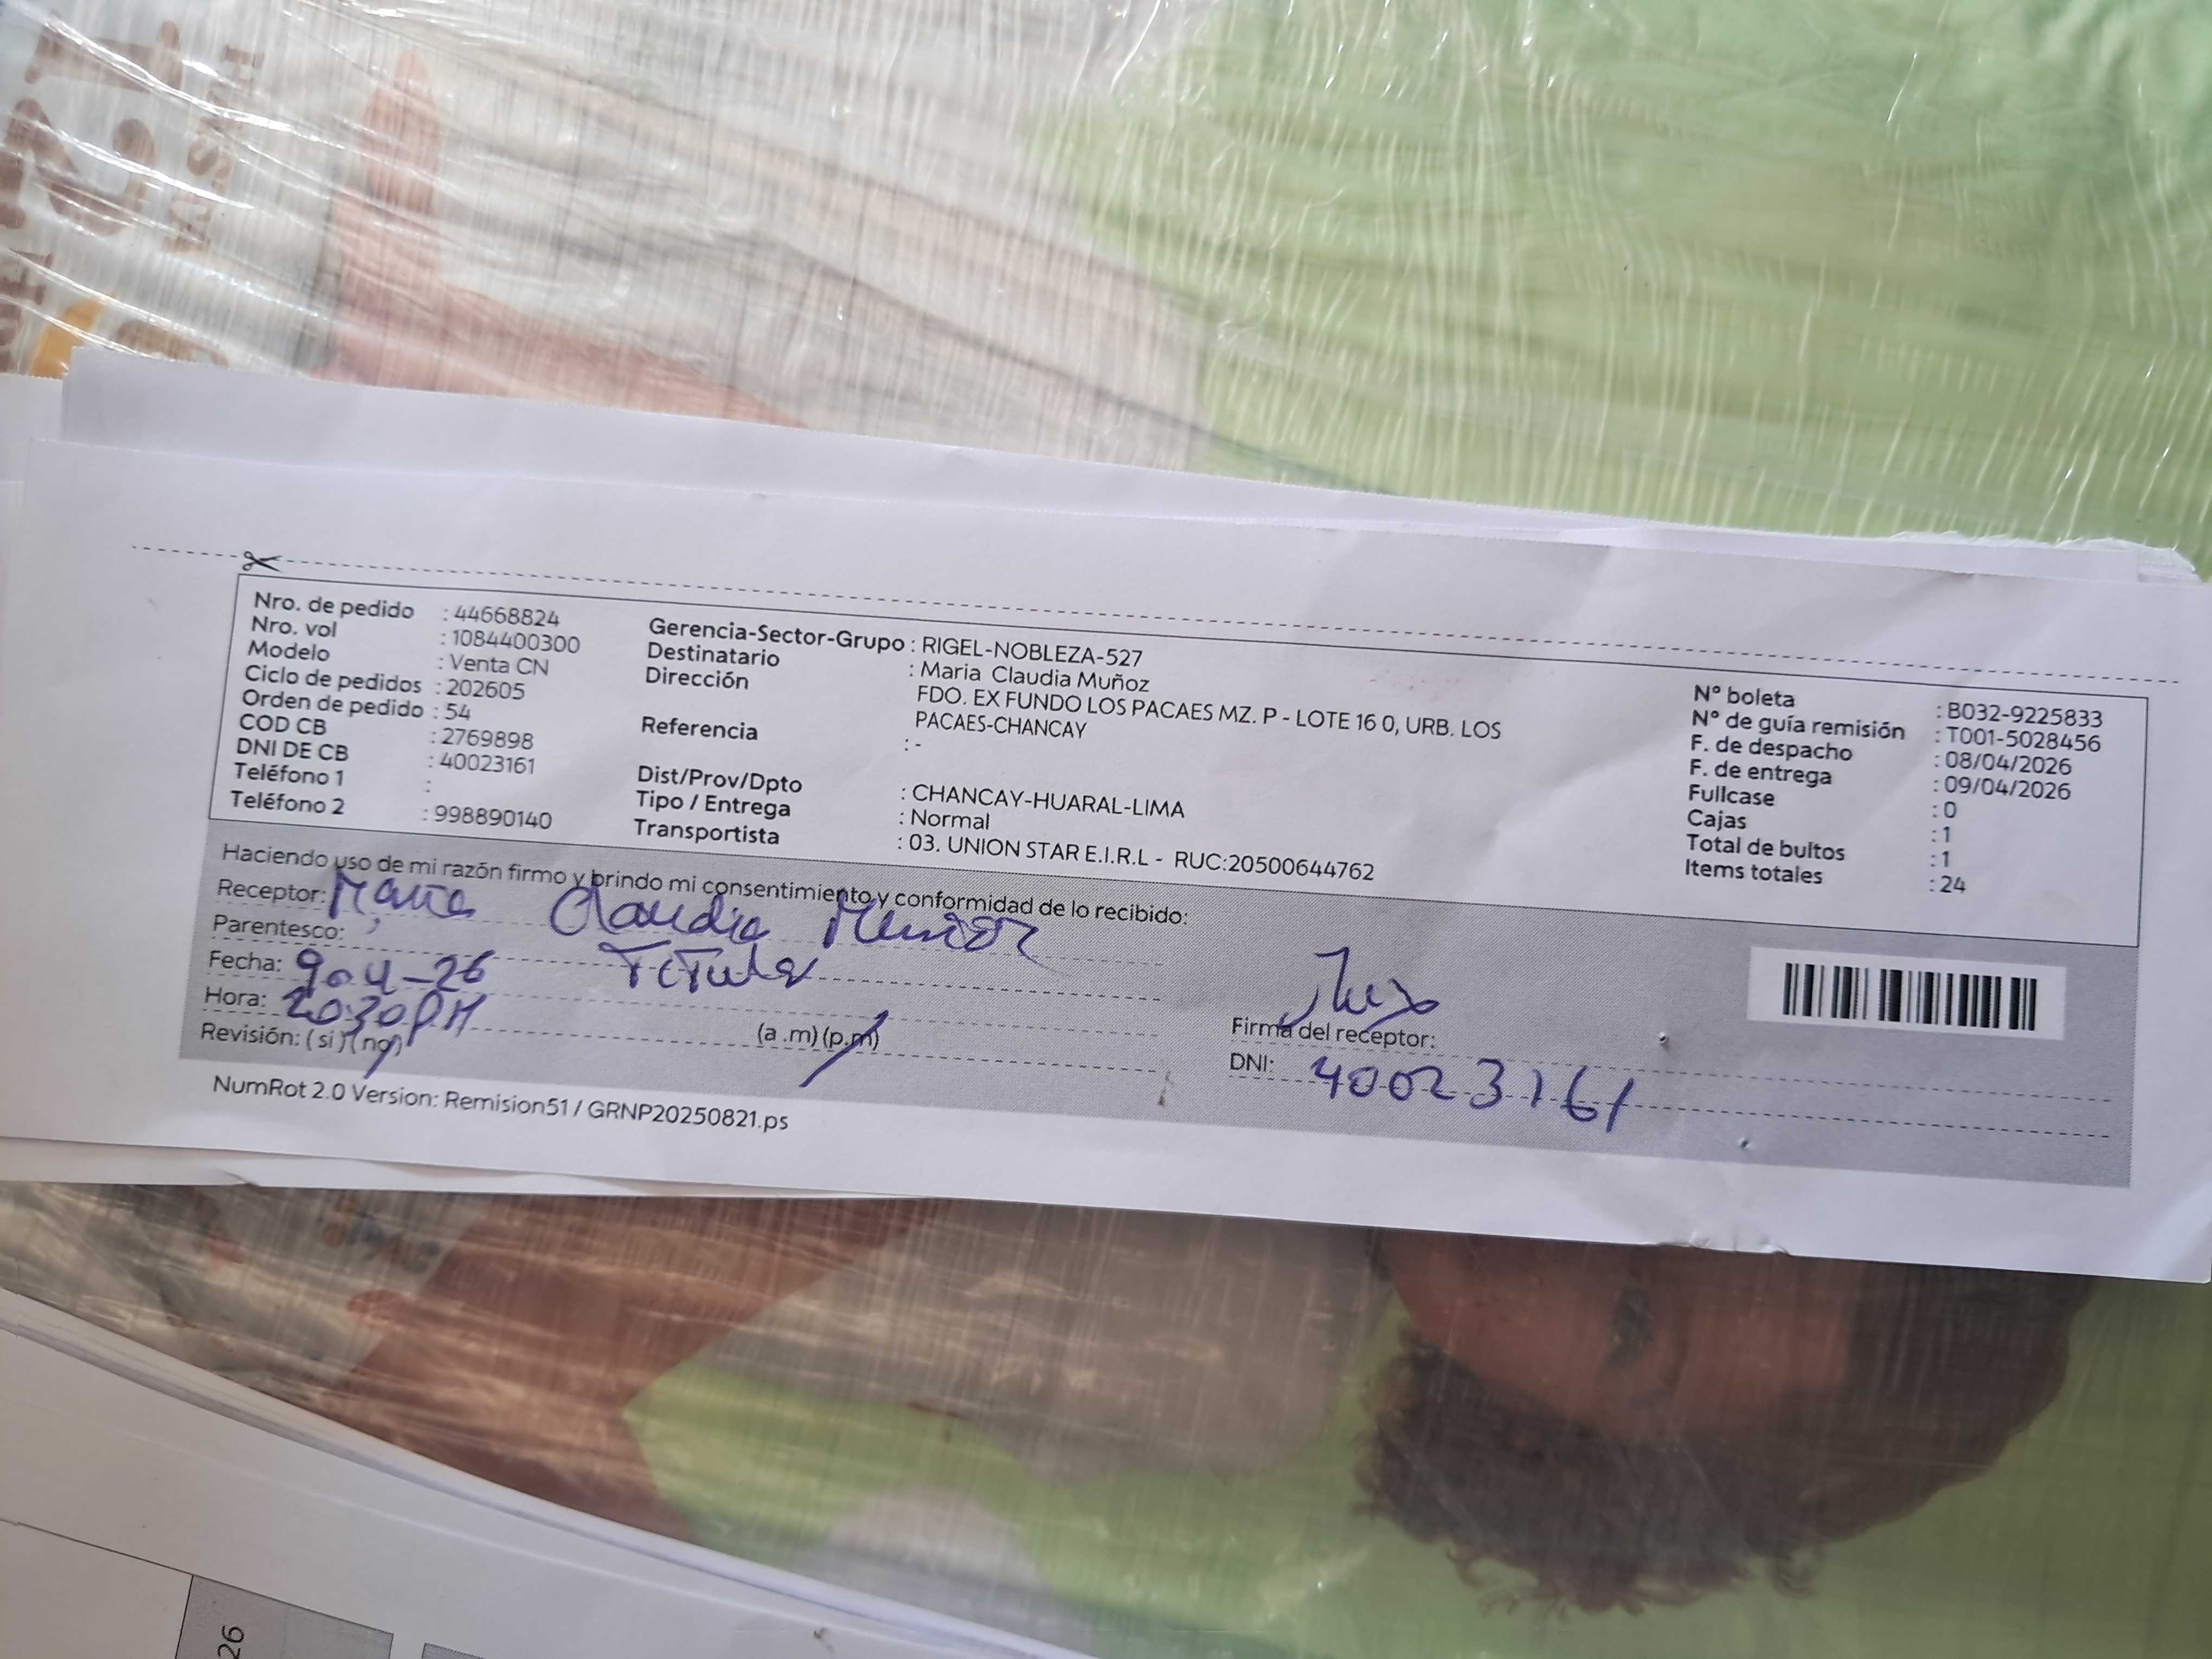 Nro. de pedido : 44668824
Nro. vol : 1084400300
Modelo : Venta CN
Ciclo de pedidos : 202605
Orden de pedido : 54
COD CB : 2769898
DNI DE CB : 40023161
Teléfono 1 :
Teléfono 2 : 998890140
Gerencia-Sector-Grupo : RIGEL-NOBLEZA-527
Destinatario : Maria Claudia Muñoz
Dirección FDO. EX FUNDO LOS PACAES MZ. P - LOTE 16 0, URB. LOS
PACAES-CHANCAY
Referencia : -
Dist/Prov/Dpto : CHANCAY-HUARAL-LIMA
Tipo / Entrega : Normal
Transportista : 03. UNION STAR E.I.R.L - RUC:20500644762
N° boleta : B032-9225833
N° de guía remisión : T001-5028456
F. de despacho : 08/04/2026
F. de entrega : 09/04/2026
Fullcase : 0
Cajas : 1
Total de bultos : 1
Items totales : 24
Haciendo uso de mi razón firmo y brindo mi consentimiento y conformidad de lo recibido:
Receptor: Maria Claudia Muñoz
Parentesco: Titular
Fecha: 9-04-26
Hora: 2:30 PM (a.m) (p.m)
Revisión: (si) (no)
Firma del receptor:
DNI: 40023161
NumRot 2.0 Version: Remision51 / GRNP20250821.ps
26